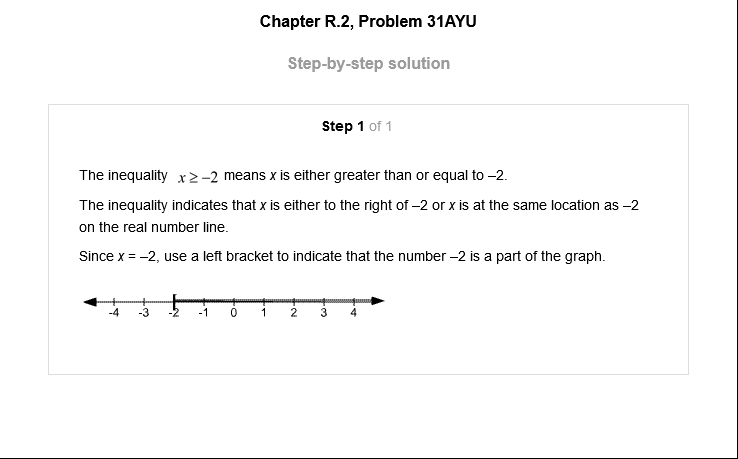 Chapter R.2, Problem 31AYU
Step-by-step solution
Step 1 of 1
The inequality x ≥ –2 means x is either greater than or equal to –2.
The inequality indicates that x is either to the right of –2 or x is at the same location as –2
on the real number line.
Since x = –2, use a left bracket to indicate that the number –2 is a part of the graph.
-4 -3 -2 -1 0 1 2 3 4